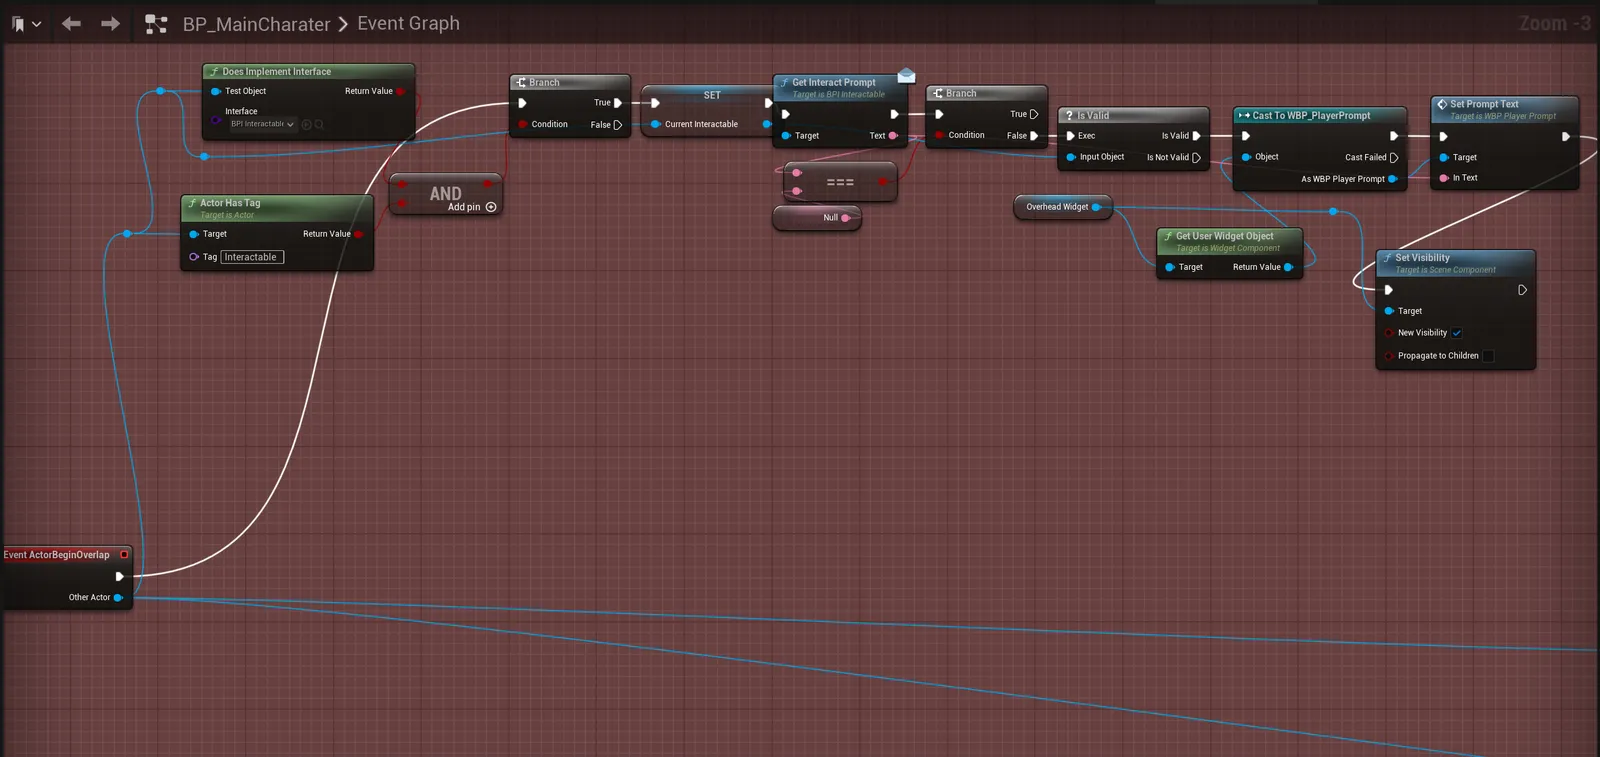 BP_MainCharater > Event Graph
Zoom -3
Does Implement Interface
Test Object
Return Value
Interface
BPI Interactable
Actor Has Tag
Target is Actor
Target
Return Value
Tag
Interactable
AND
Add pin
Branch
True
Condition
False
SET
Current Interactable
Get Interact Prompt
Target is BPI Interactable
Target
Text
===
Null
Branch
True
Condition
False
? Is Valid
Exec
Is Valid
Input Object
Is Not Valid
Cast To WBP_PlayerPrompt
Object
Cast Failed
As WBP Player Prompt
Set Prompt Text
Target is WBP Player Prompt
Target
In Text
Overhead Widget
Get User Widget Object
Target is Widget Component
Target
Return Value
Set Visibility
Target is Scene Component
Target
New Visibility
Propagate to Children
Event ActorBeginOverlap
Other Actor